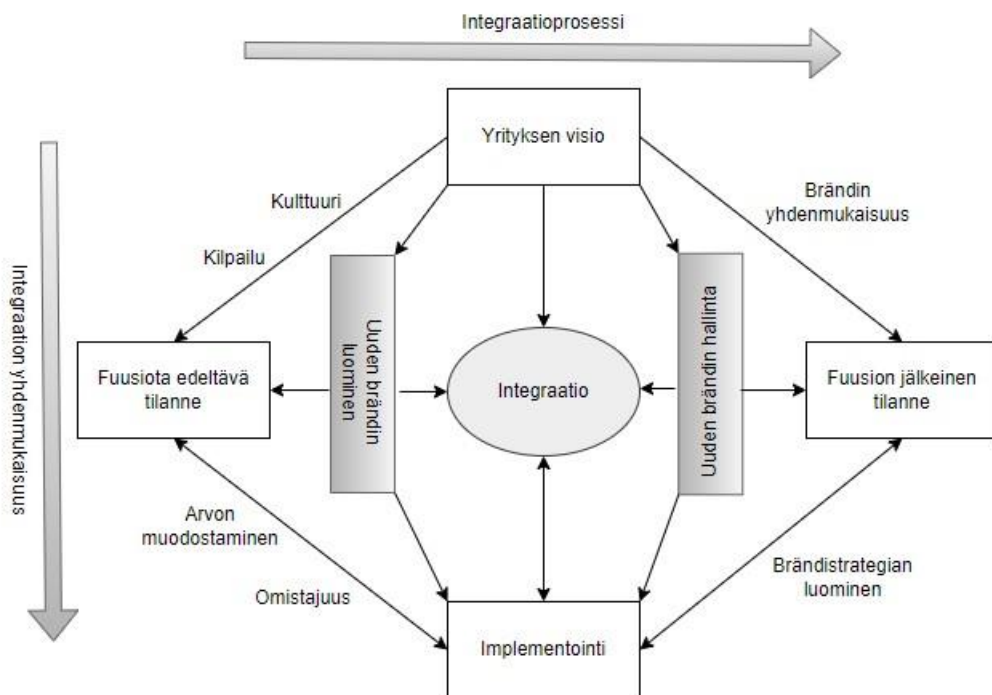 Integraatioprosessi
Yrityksen visio
Kulttuuri
Brändin
yhdenmukaisuus
Kilpailu
Integraation yhdenmukaisuus
Fuusiota edeltävä
tilanne
Uuden brändin
luominen
Integraatio
Uuden brändin hallinta
Fuusion jälkeinen
tilanne
Arvon
muodostaminen
Omistajuus
Brändistrategian
luominen
Implementointi